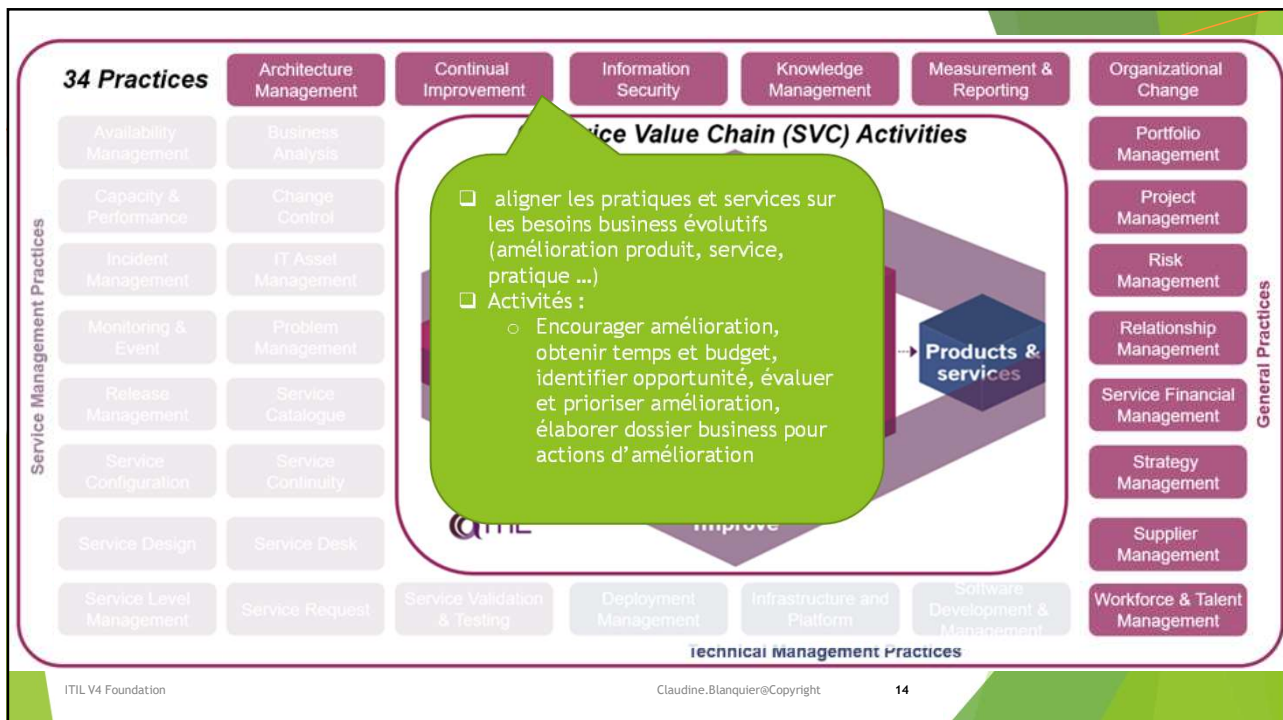 34 Practices
Architecture
Management
Continual
Improvement
Information
Security
Knowledge
Management
Measurement &
Reporting
Organizational
Change
Availability
Management
Business
Analysis
Chain (SVC) Activities
Value
Portfolio
Management
Capacity &
Performance
Change
Control
❑ aligner les pratiques et services sur
les besoins business évolutifs
(amélioration produit, service,
pratique …)
❑ Activités :
o Encourager amélioration,
obtenir temps et budget,
identifier opportunité, évaluer
et prioriser amélioration,
élaborer dossier business pour
actions d’amélioration
Project
Management
Incident
Management
IT Asset
Management
Risk
Management
Monitoring &
Event
Problem
Management
Products &
services
Relationship
Management
Release
Management
Service
Catalogue
Service Financial
Management
Service
Configuration
Service
Continuity
Strategy
Management
Service Design
Service Desk
Improve
Supplier
Management
Service Level
Management
Service Request
Service Validation
& Testing
Deployment
Management
Infrastructure and
Platform
Software
Development &
Management
Workforce & Talent
Management
Service Management Practices
General Practices
Technical Management Practices
ITIL V4 Foundation
Claudine.Blanquier@Copyright
14